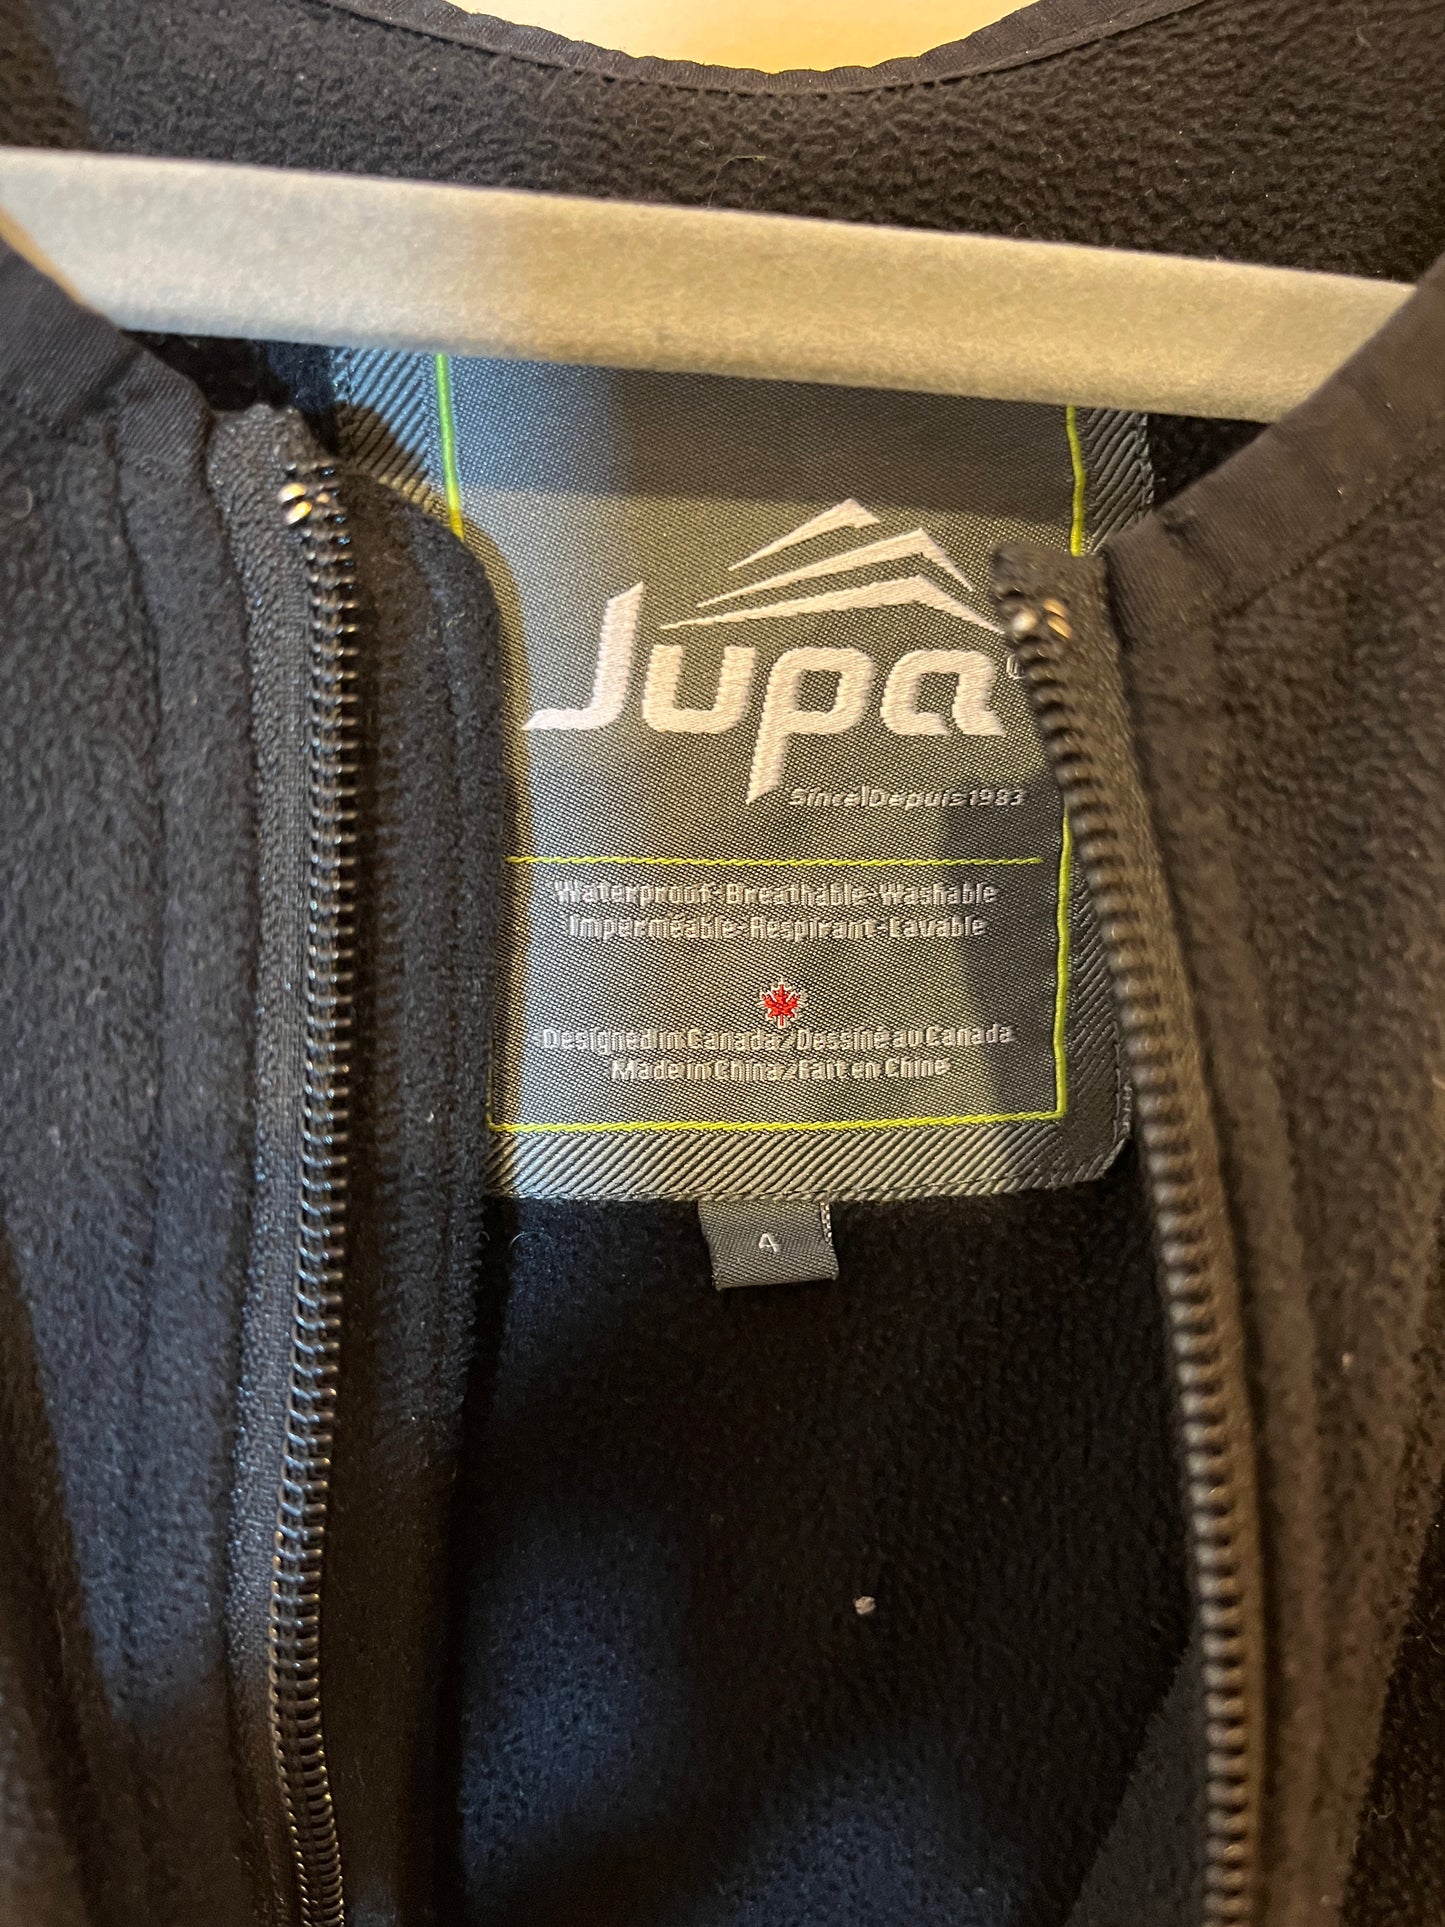 Jupa®
Since|Depuis 1983
Waterproof-Breathable-Washable
Imperméable-Respirant-Lavable
Designed in Canada/Dessiné au Canada
Made in China/Fait en Chine
4